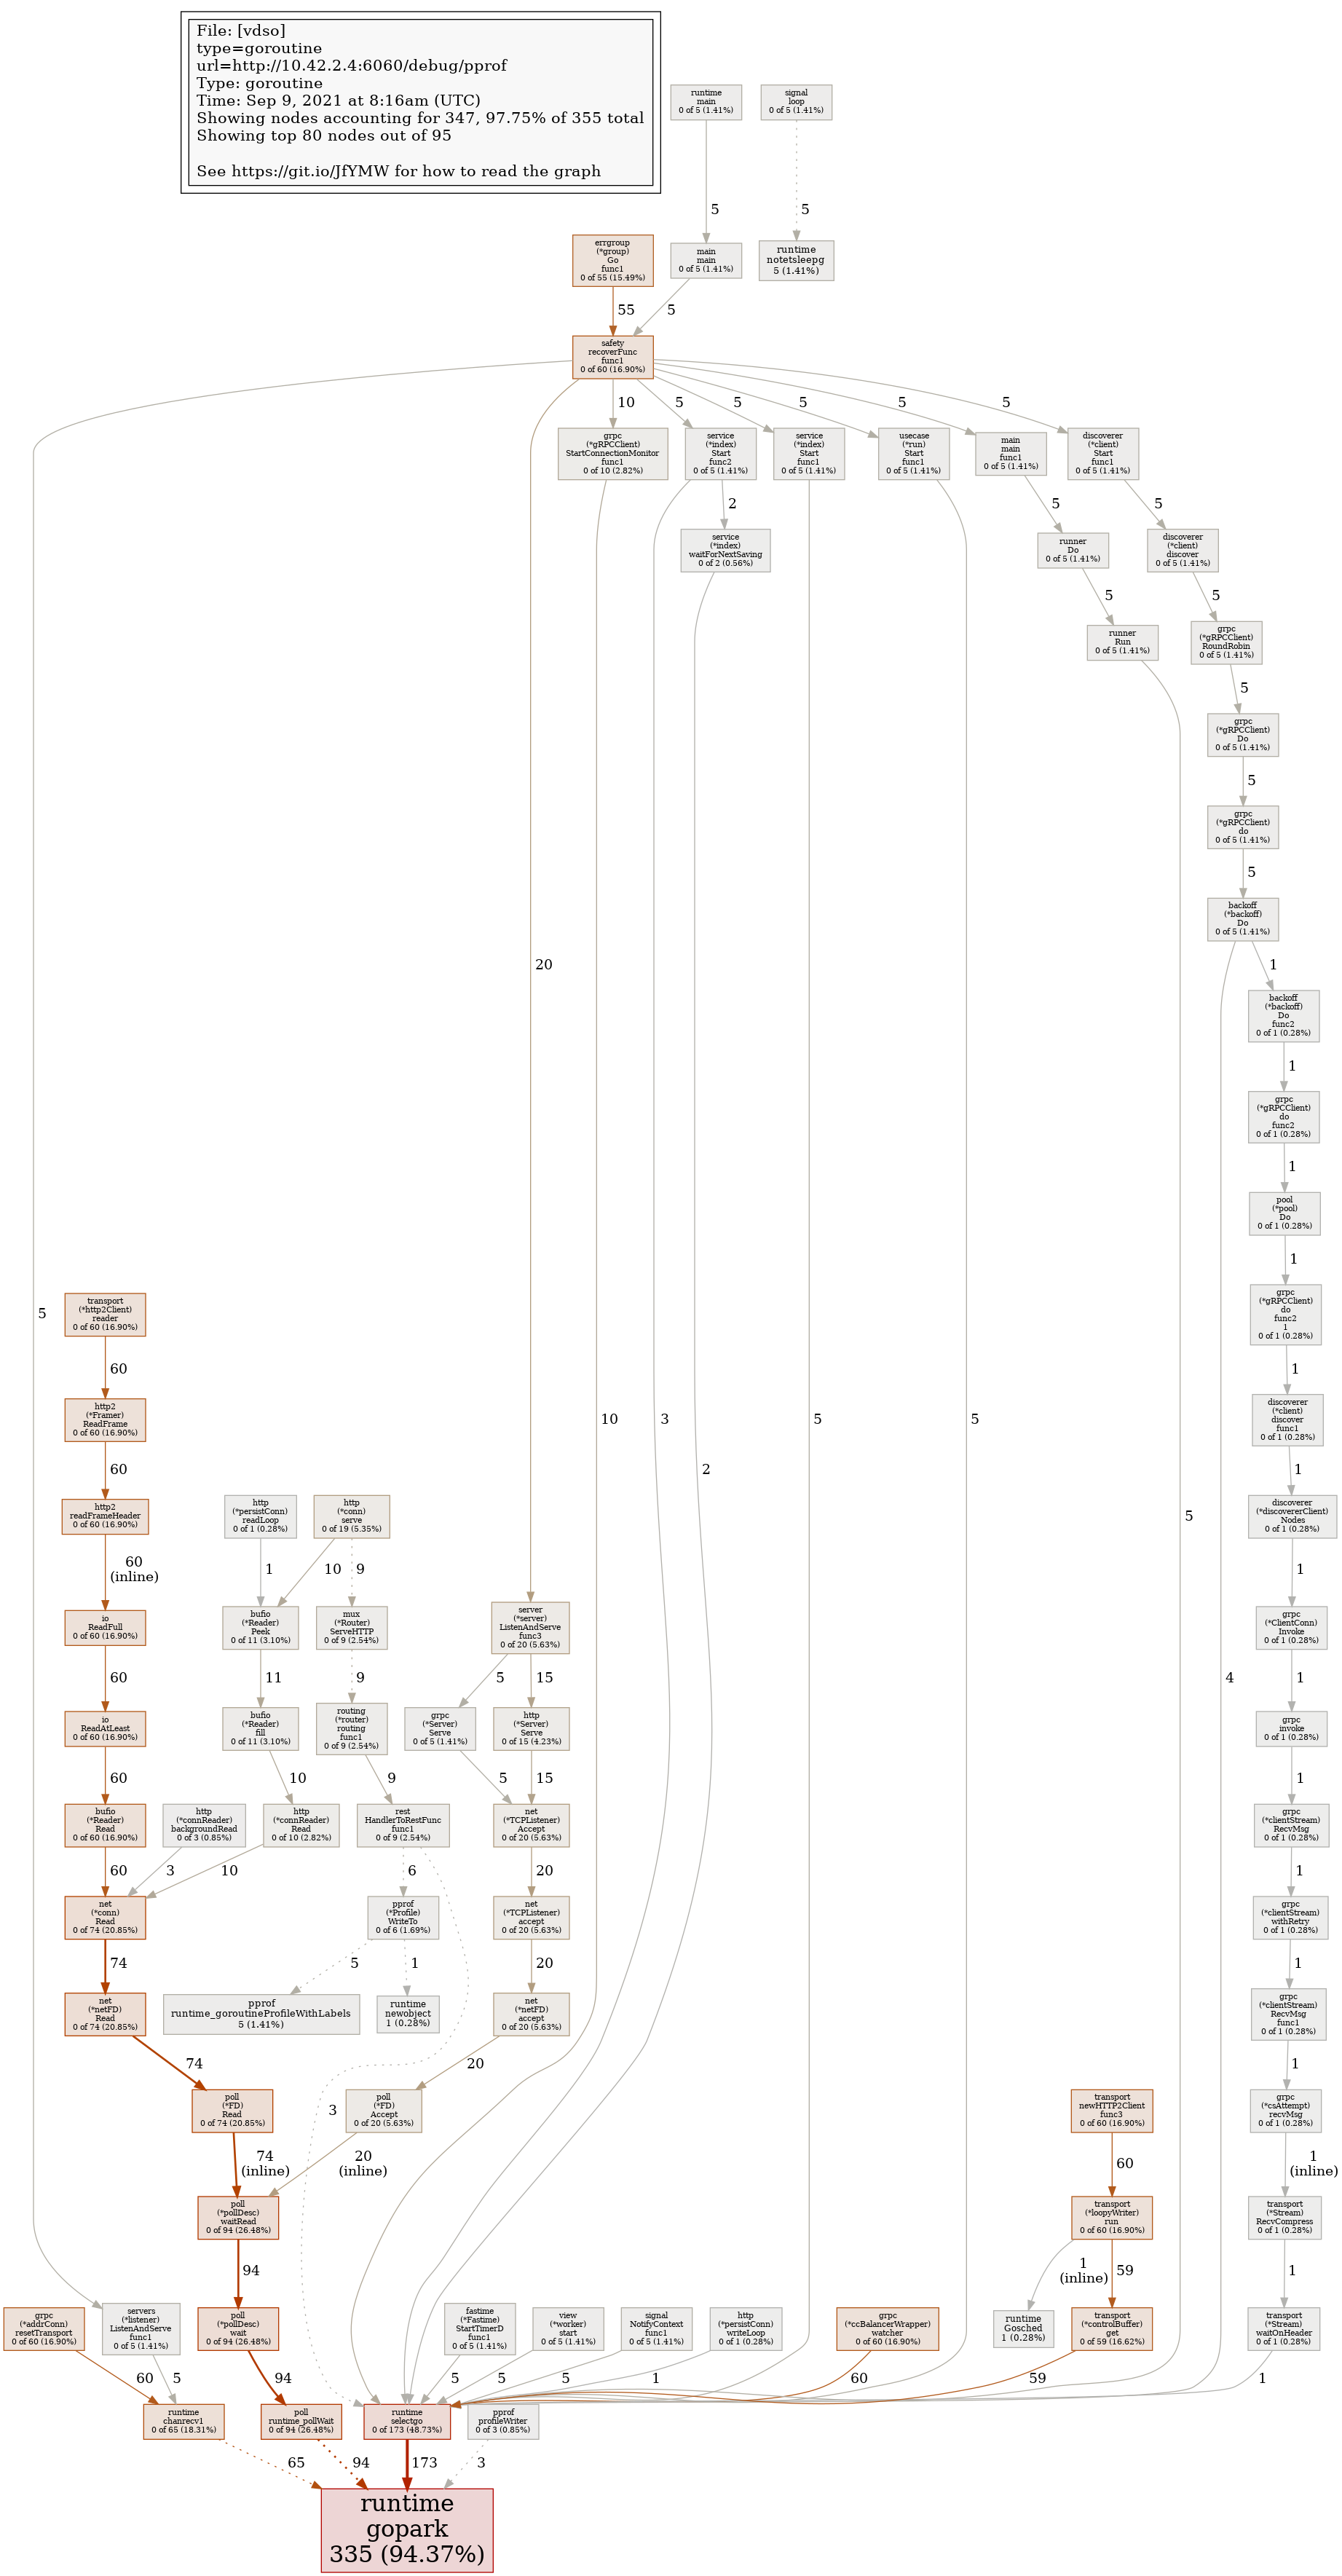 File: [vdso]
type=goroutine
url=http://10.42.2.4:6060/debug/pprof
Type: goroutine
Time: Sep 9, 2021 at 8:16am (UTC)
Showing nodes accounting for 347, 97.75% of 355 total
Showing top 80 nodes out of 95
See https://git.io/JfYMW for how to read the graph
runtime
main
0 of 5 (1.41%)
signal
loop
0 of 5 (1.41%)
5
5
errgroup
(*group)
Go
func1
0 of 55 (15.49%)
main
main
0 of 5 (1.41%)
runtime
notetsleepg
5 (1.41%)
55
5
safety
recoverFunc
func1
0 of 60 (16.90%)
10
5
5
5
5
5
grpc
(*gRPCClient)
StartConnectionMonitor
func1
0 of 10 (2.82%)
service
(*index)
Start
func2
0 of 5 (1.41%)
service
(*index)
Start
func1
0 of 5 (1.41%)
usecase
(*run)
Start
func1
0 of 5 (1.41%)
main
main
func1
0 of 5 (1.41%)
discoverer
(*client)
Start
func1
0 of 5 (1.41%)
2
5
5
service
(*index)
waitForNextSaving
0 of 2 (0.56%)
runner
Do
0 of 5 (1.41%)
discoverer
(*client)
discover
0 of 5 (1.41%)
5
5
runner
Run
0 of 5 (1.41%)
grpc
(*gRPCClient)
RoundRobin
0 of 5 (1.41%)
5
grpc
(*gRPCClient)
Do
0 of 5 (1.41%)
5
grpc
(*gRPCClient)
do
0 of 5 (1.41%)
5
backoff
(*backoff)
Do
0 of 5 (1.41%)
20
1
backoff
(*backoff)
Do
func2
0 of 1 (0.28%)
1
grpc
(*gRPCClient)
do
func2
0 of 1 (0.28%)
1
pool
(*pool)
Do
0 of 1 (0.28%)
1
5
transport
(*http2Client)
reader
0 of 60 (16.90%)
grpc
(*gRPCClient)
do
func2
1
0 of 1 (0.28%)
60
1
http2
(*Framer)
ReadFrame
0 of 60 (16.90%)
10
3
5
5
discoverer
(*client)
discover
func1
0 of 1 (0.28%)
60
2
1
http2
readFrameHeader
0 of 60 (16.90%)
http
(*persistConn)
readLoop
0 of 1 (0.28%)
http
(*conn)
serve
0 of 19 (5.35%)
5
discoverer
(*discovererClient)
Nodes
0 of 1 (0.28%)
60
(inline)
1
10
9
1
io
ReadFull
0 of 60 (16.90%)
bufio
(*Reader)
Peek
0 of 11 (3.10%)
mux
(*Router)
ServeHTTP
0 of 9 (2.54%)
server
(*server)
ListenAndServe
func3
0 of 20 (5.63%)
grpc
(*ClientConn)
Invoke
0 of 1 (0.28%)
60
11
9
5
15
4
1
io
ReadAtLeast
0 of 60 (16.90%)
bufio
(*Reader)
fill
0 of 11 (3.10%)
routing
(*router)
routing
func1
0 of 9 (2.54%)
grpc
(*Server)
Serve
0 of 5 (1.41%)
http
(*Server)
Serve
0 of 15 (4.23%)
grpc
invoke
0 of 1 (0.28%)
60
10
9
5
15
1
bufio
(*Reader)
Read
0 of 60 (16.90%)
http
(*connReader)
backgroundRead
0 of 3 (0.85%)
http
(*connReader)
Read
0 of 10 (2.82%)
rest
HandlerToRestFunc
func1
0 of 9 (2.54%)
net
(*TCPListener)
Accept
0 of 20 (5.63%)
grpc
(*clientStream)
RecvMsg
0 of 1 (0.28%)
60
3
10
6
20
1
net
(*conn)
Read
0 of 74 (20.85%)
pprof
(*Profile)
WriteTo
0 of 6 (1.69%)
net
(*TCPListener)
accept
0 of 20 (5.63%)
grpc
(*clientStream)
withRetry
0 of 1 (0.28%)
74
5
1
20
1
net
(*netFD)
Read
0 of 74 (20.85%)
pprof
runtime_goroutineProfileWithLabels
5 (1.41%)
runtime
newobject
1 (0.28%)
net
(*netFD)
accept
0 of 20 (5.63%)
grpc
(*clientStream)
RecvMsg
func1
0 of 1 (0.28%)
74
20
1
poll
(*FD)
Read
0 of 74 (20.85%)
3
poll
(*FD)
Accept
0 of 20 (5.63%)
transport
newHTTP2Client
func3
0 of 60 (16.90%)
grpc
(*csAttempt)
recvMsg
0 of 1 (0.28%)
74
(inline)
20
(inline)
60
1
(inline)
poll
(*pollDesc)
waitRead
0 of 94 (26.48%)
transport
(*loopyWriter)
run
0 of 60 (16.90%)
transport
(*Stream)
RecvCompress
0 of 1 (0.28%)
94
1
(inline)
59
1
grpc
(*addrConn)
resetTransport
0 of 60 (16.90%)
servers
(*listener)
ListenAndServe
func1
0 of 5 (1.41%)
poll
(*pollDesc)
wait
0 of 94 (26.48%)
fastime
(*Fastime)
StartTimerD
func1
0 of 5 (1.41%)
view
(*worker)
start
0 of 5 (1.41%)
signal
NotifyContext
func1
0 of 5 (1.41%)
http
(*persistConn)
writeLoop
0 of 1 (0.28%)
grpc
(*ccBalancerWrapper)
watcher
0 of 60 (16.90%)
runtime
Gosched
1 (0.28%)
transport
(*controlBuffer)
get
0 of 59 (16.62%)
transport
(*Stream)
waitOnHeader
0 of 1 (0.28%)
60
5
94
5
5
5
1
60
59
1
runtime
chanrecv1
0 of 65 (18.31%)
poll
runtime_pollWait
0 of 94 (26.48%)
runtime
selectgo
0 of 173 (48.73%)
pprof
profileWriter
0 of 3 (0.85%)
65
94
173
3
runtime
gopark
335 (94.37%)